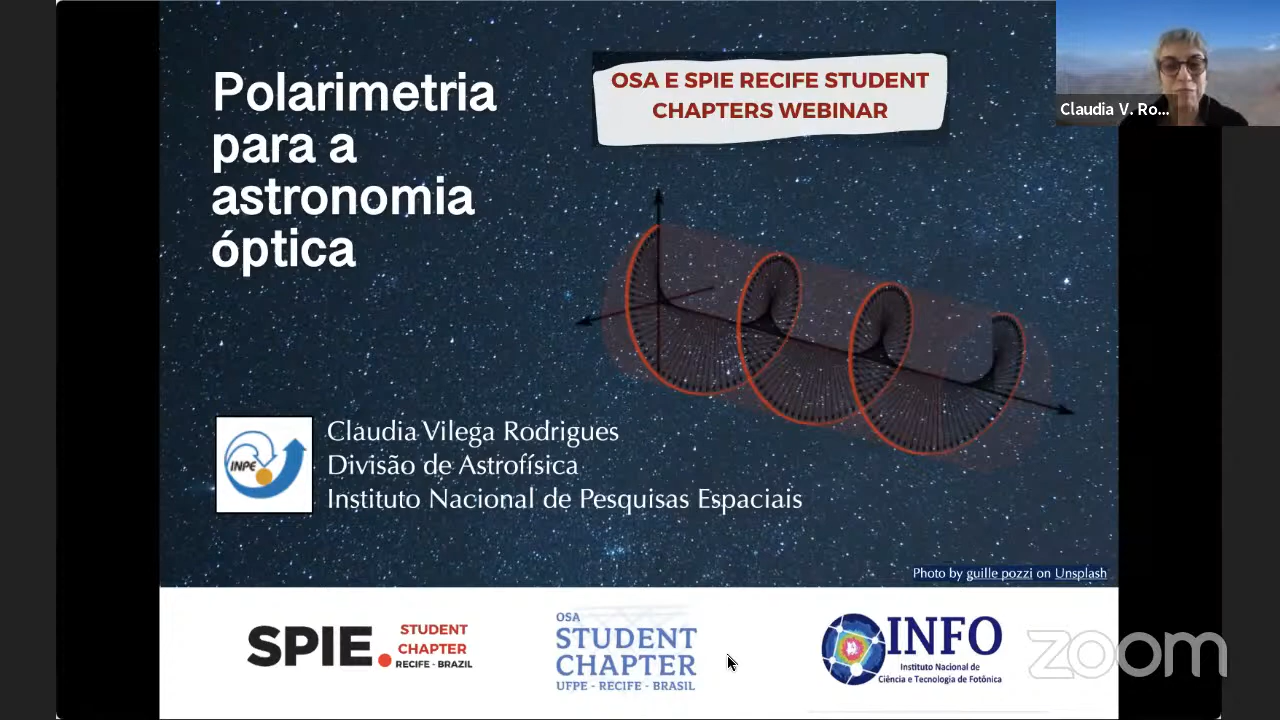 Polarimetria
para a
astronomia
óptica
OSA E SPIE RECIFE STUDENT
CHAPTERS WEBINAR
Claudia V. Ro...
INPE
Claudia Vilega Rodrigues
Divisão de Astrofísica
Instituto Nacional de Pesquisas Espaciais
Photo by guille pozzi on Unsplash
SPIE.
STUDENT
CHAPTER
RECIFE - BRAZIL
OSA
STUDENT
CHAPTER
UFPE - RECIFE - BRASIL
INFO
Instituto Nacional de
Ciência e Tecnologia de Fotônica
zoom